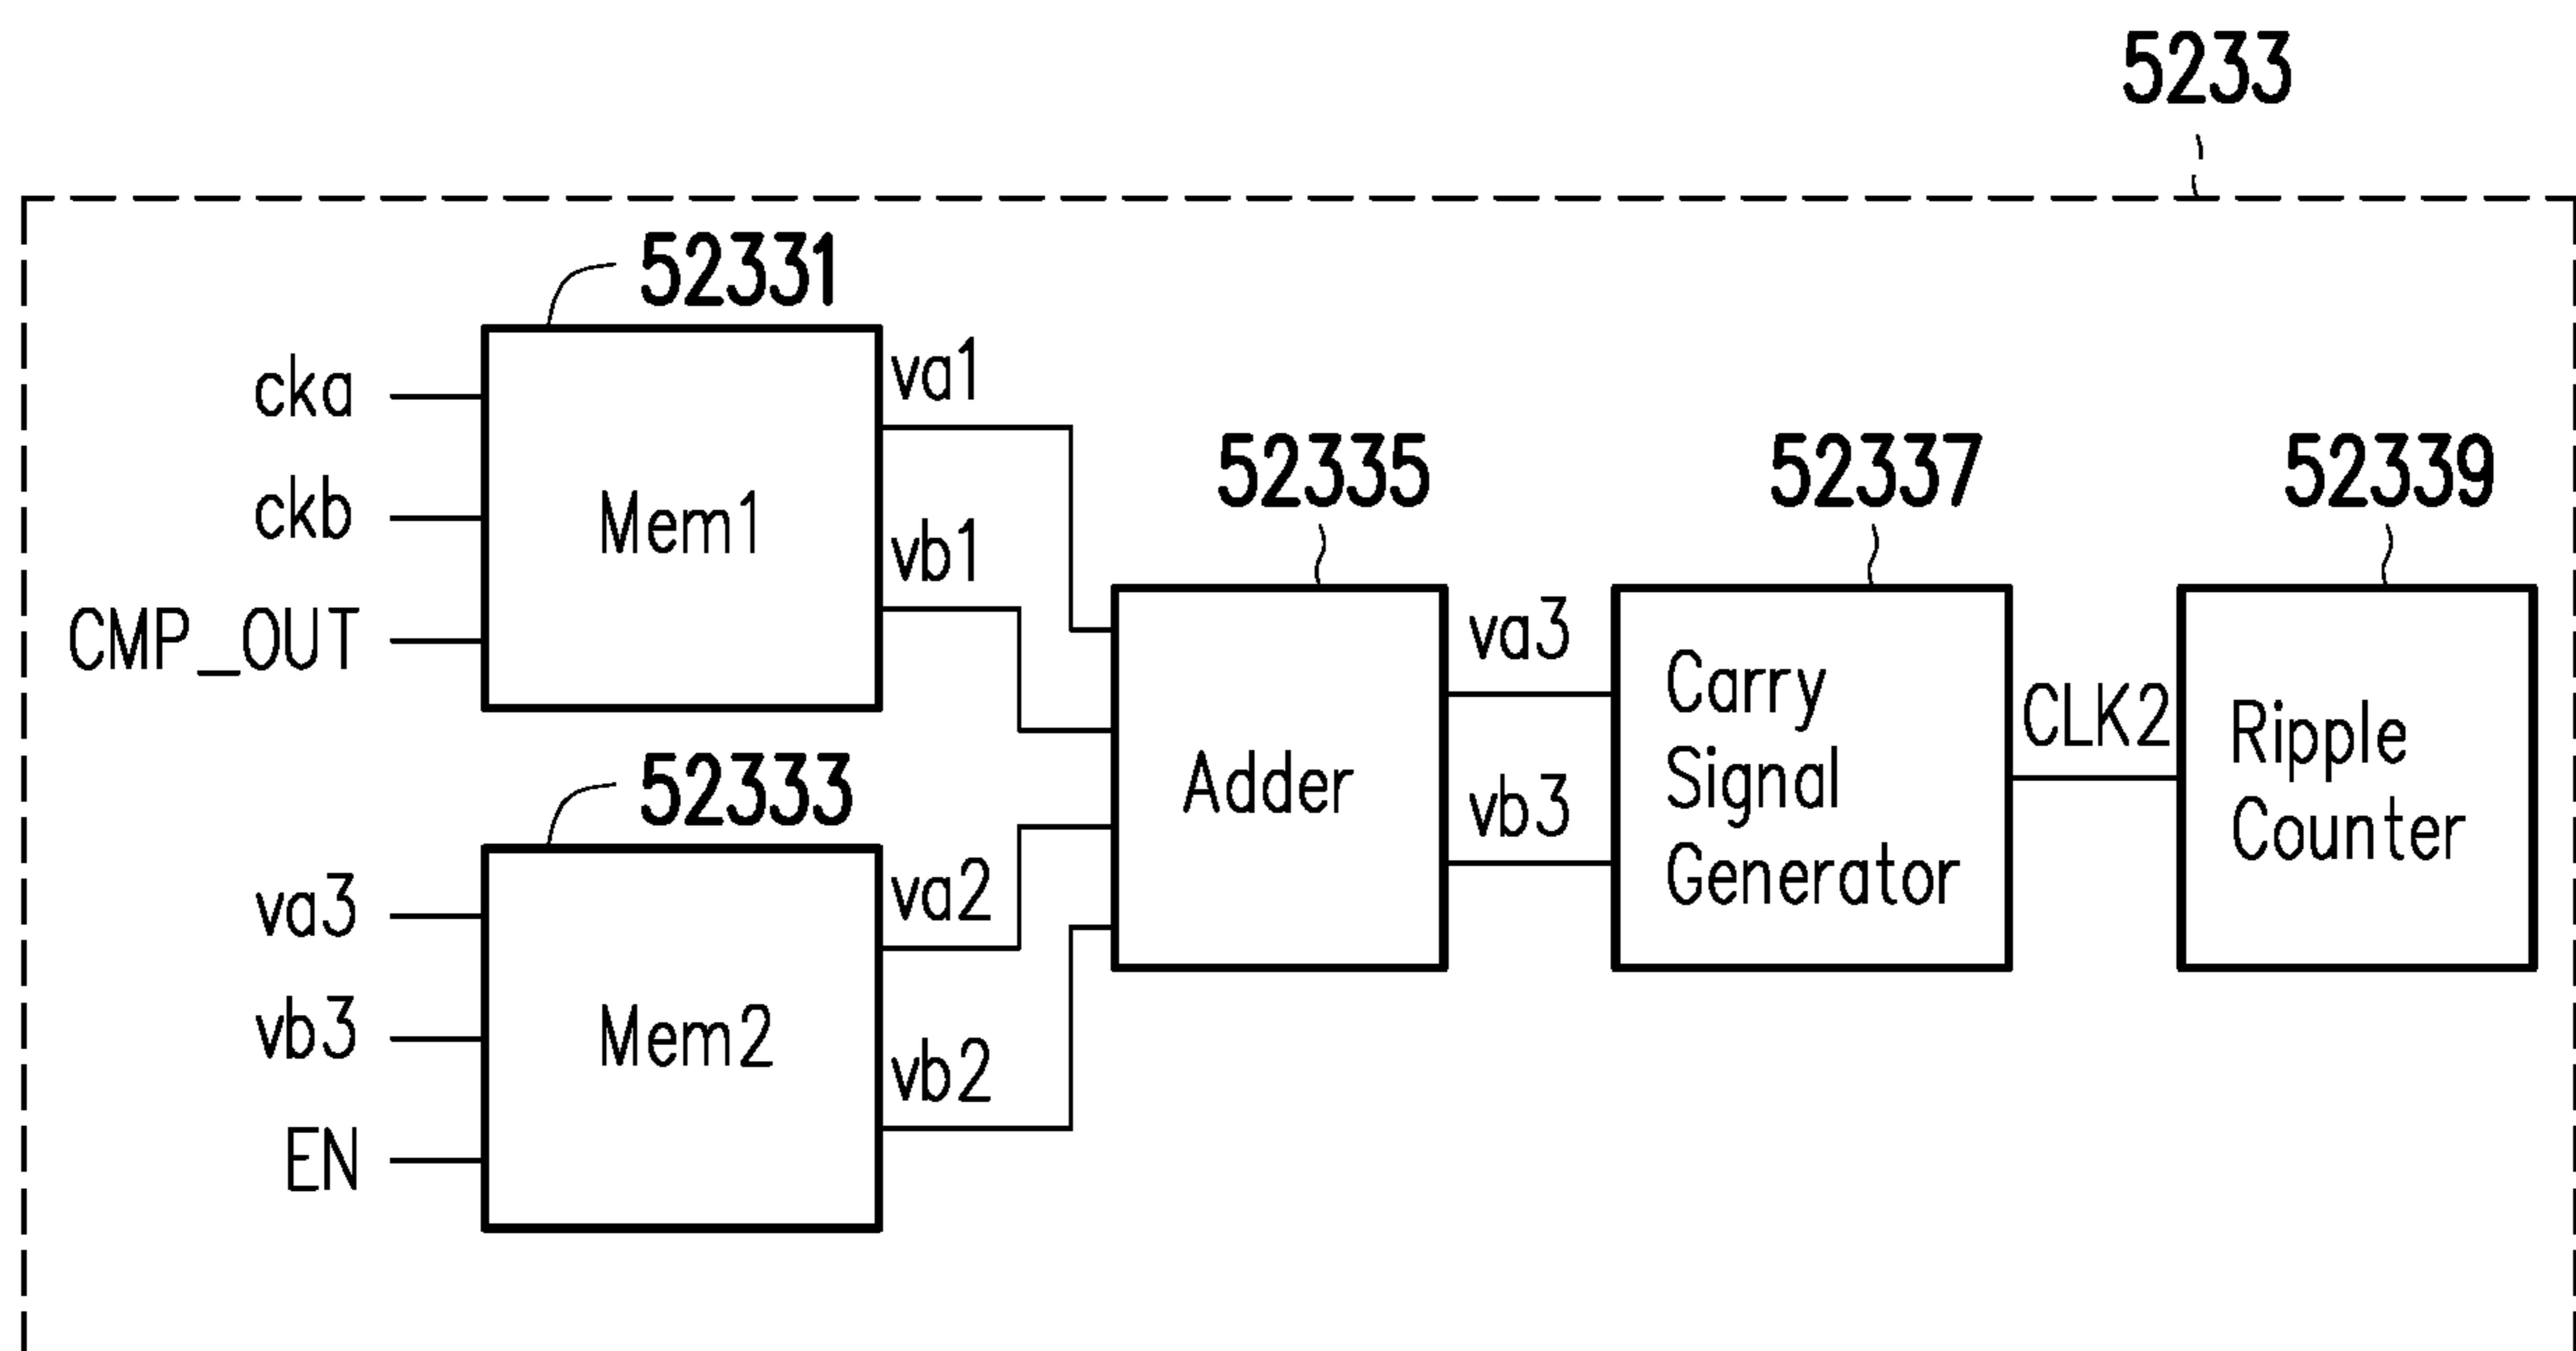 5233
52331
cka
ckb
CMP_OUT
Mem1
va1
vb1
52333
va3
vb3
EN
Mem2
va2
vb2
52335
Adder
va3
vb3
52337
Carry
Signal
Generator
CLK2
52339
Ripple
Counter